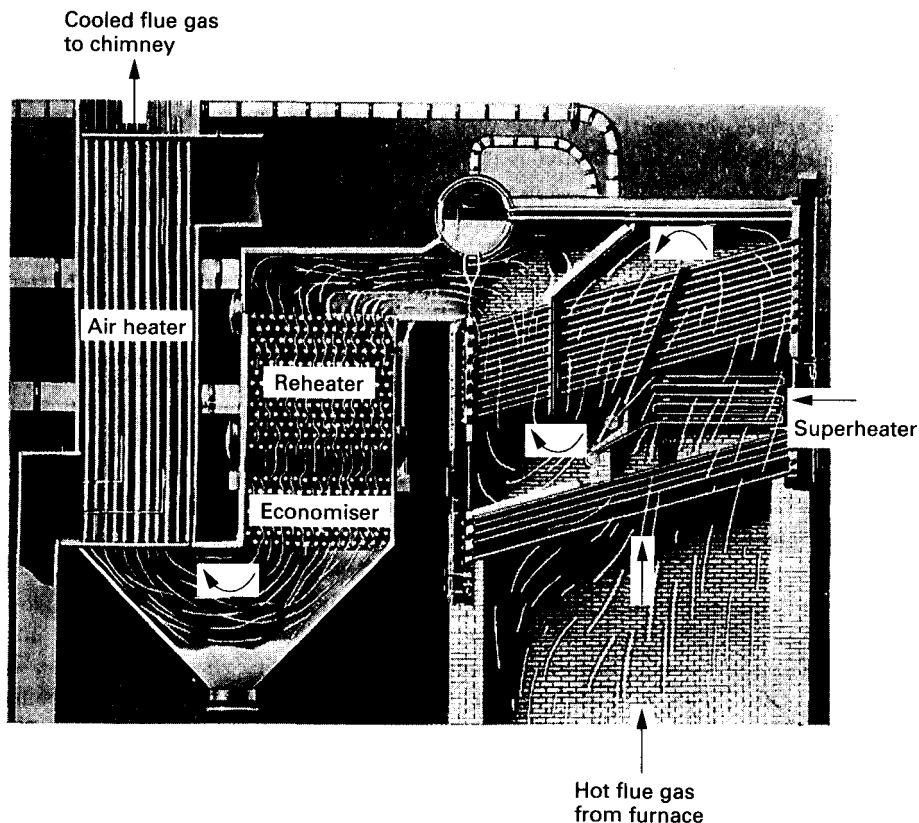 Cooled flue gas
to chimney
Air heater
Reheater
Economiser
Superheater
Hot flue gas
from furnace